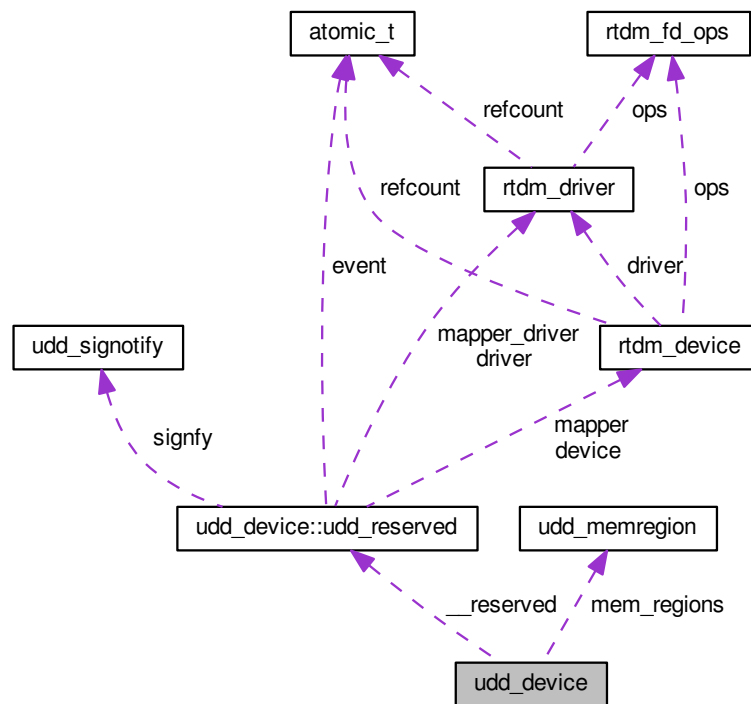 atomic_t
rtdm_fd_ops
refcount
ops
rtdm_driver
refcount
ops
event
driver
mapper_driver
driver
udd_signotify
rtdm_device
mapper
device
signfy
udd_device::udd_reserved
udd_memregion
__reserved
mem_regions
udd_device